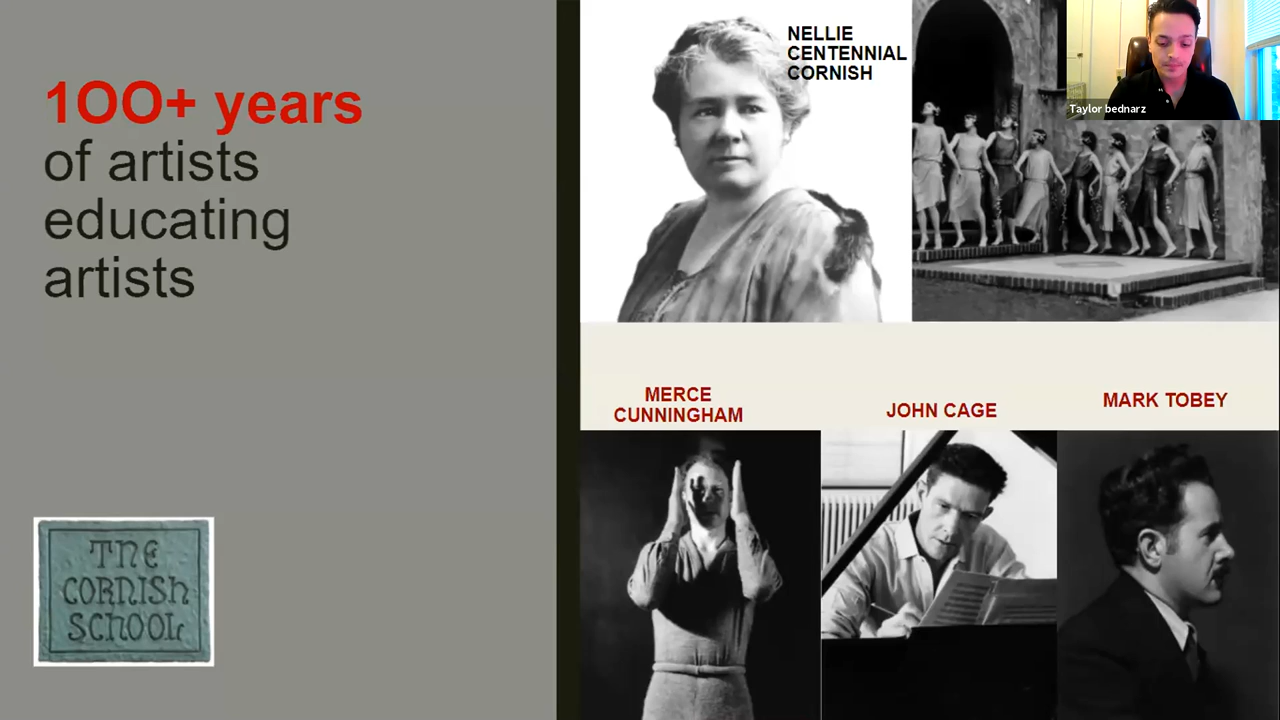 1OO+ years
of artists
educating
artists
THE
CORNISH
SCHOOL
NELLIE
CENTENNIAL
CORNISH
Taylor bednarz
MERCE
CUNNINGHAM
JOHN CAGE
MARK TOBEY